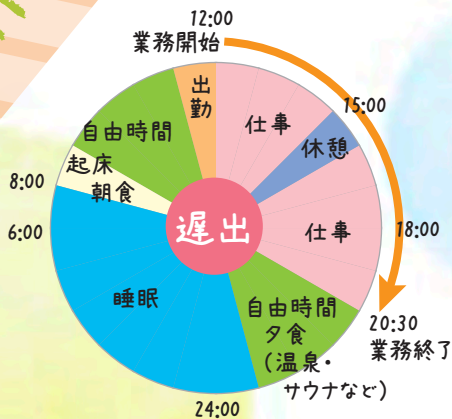 12:00
業務開始
出勤
仕事
15:00
休憩
自由時間
起床
朝食
8:00
6:00
遅出
仕事
18:00
睡眠
自由時間
夕食
(温泉・
サウナなど)
20:30
業務終了
24:00